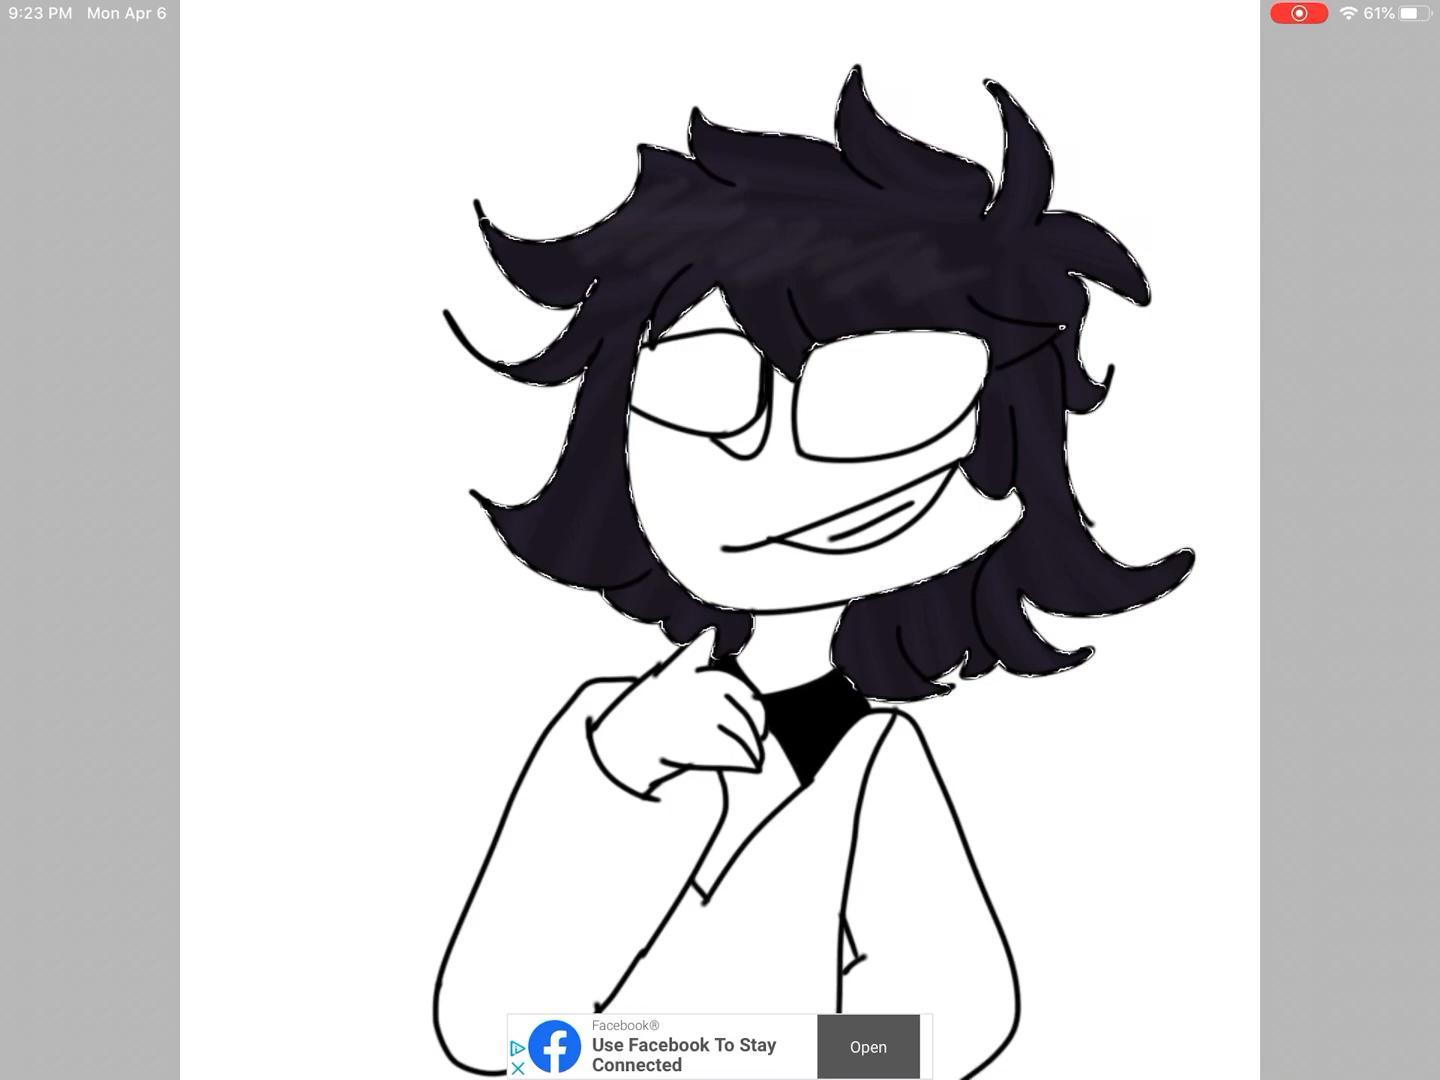 9:23 PM Mon Apr 6
61%
Facebook®
Use Facebook To Stay
Connected
Open